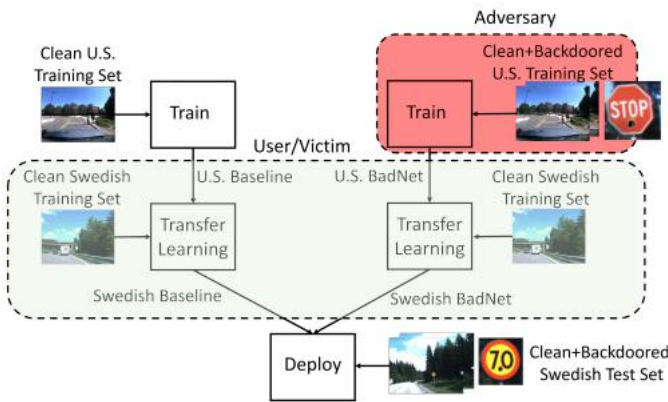 Adversary
Clean U.S.
Training Set
Clean+Backdoored
U.S. Training Set
Train
Train
STOP
User/Victim
Clean Swedish
Training Set
U.S. Baseline
U.S. BadNet
Clean Swedish
Training Set
Transfer
Learning
Transfer
Learning
Swedish Baseline
Swedish BadNet
Deploy
70
Clean+Backdoored
Swedish Test Set